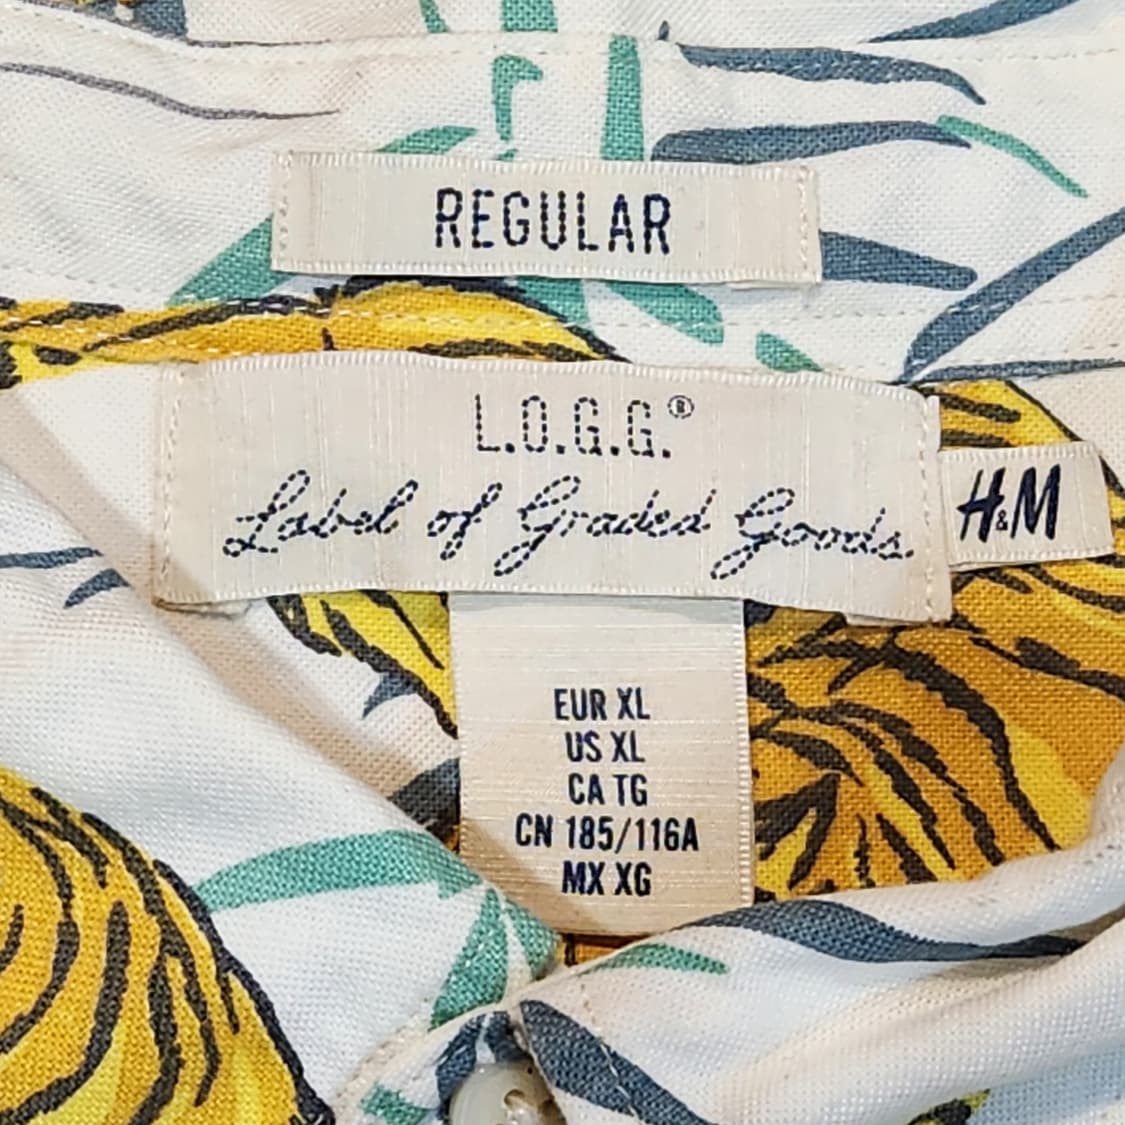 REGULAR
L.O.G.G.®
Label of Graded Goods
H&M
EUR XL
US XL
CA TG
CN 185/116A
MX XG